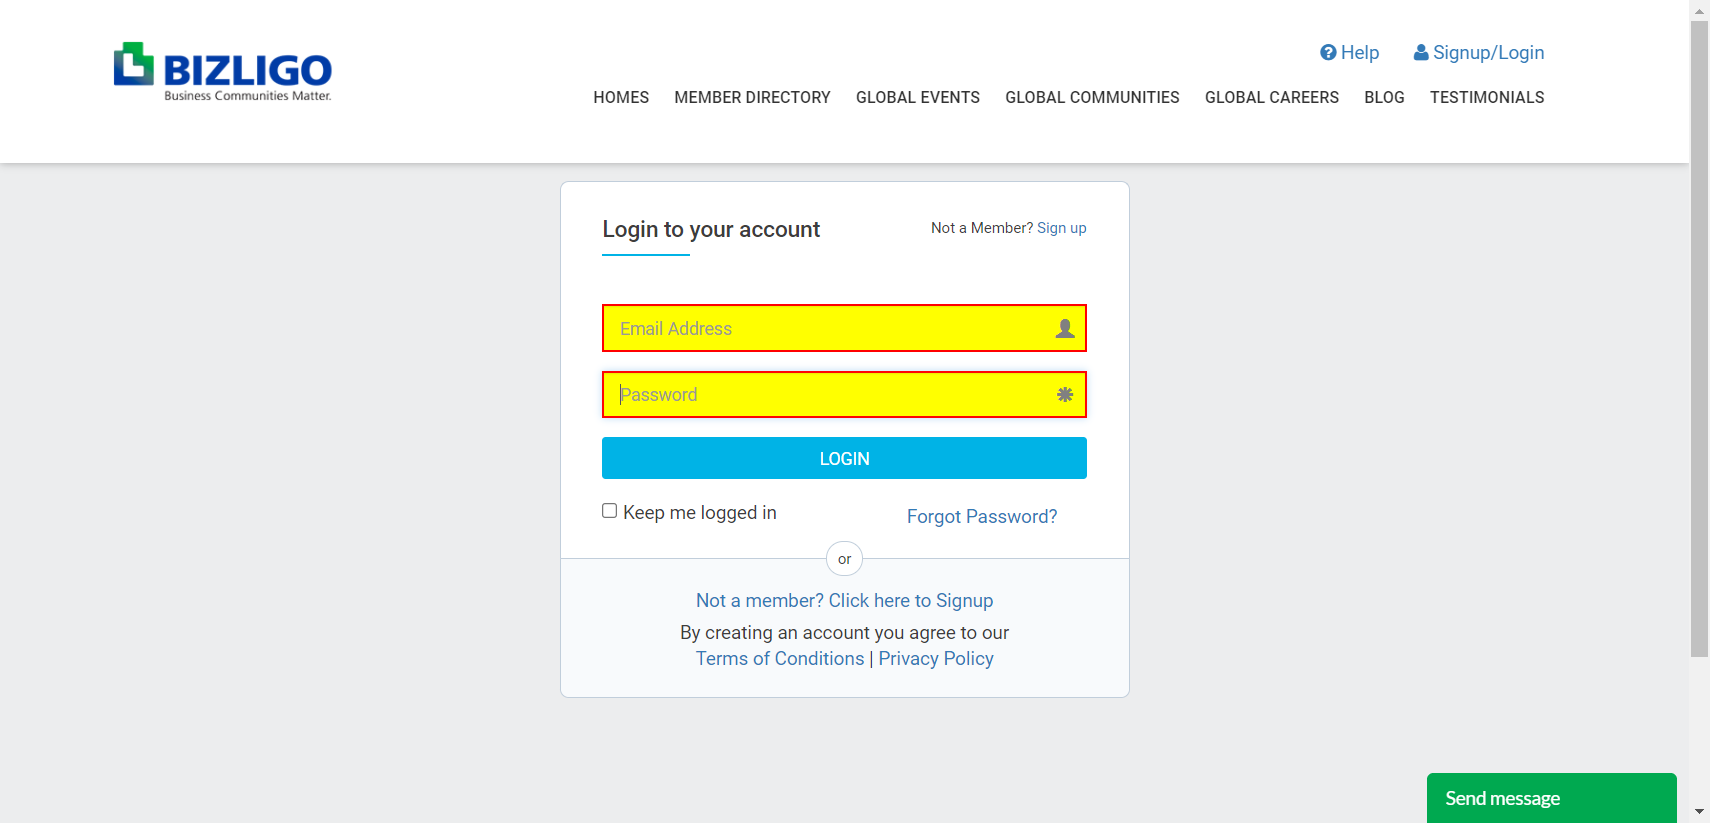 BIZLIGO
Business Communities Matter.
Help Signup/Login
HOMES MEMBER DIRECTORY GLOBAL EVENTS GLOBAL COMMUNITIES GLOBAL CAREERS BLOG TESTIMONIALS
Login to your account
Not a Member? Sign up
Email Address
Password
LOGIN
Keep me logged in
Forgot Password?
or
Not a member? Click here to Signup
By creating an account you agree to our
Terms of Conditions | Privacy Policy
Send message